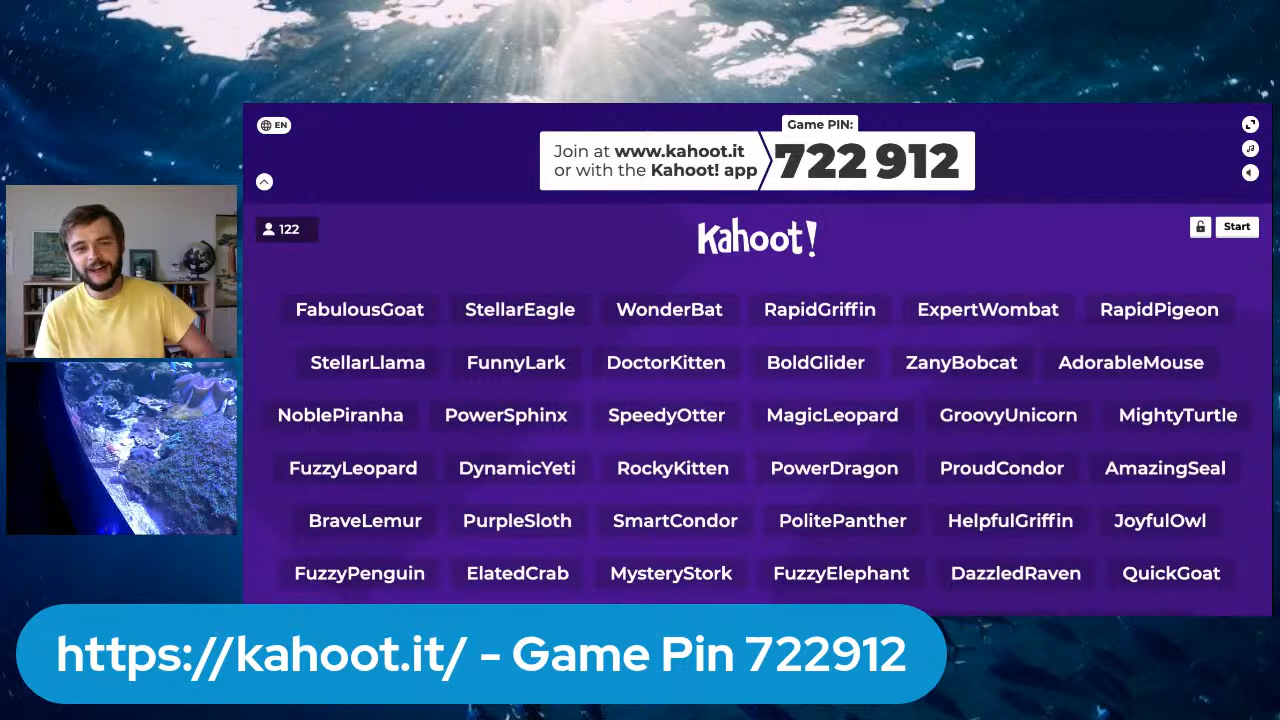 EN
Game PIN:
Join at www.kahoot.it
or with the Kahoot! app
722 912
122
Kahoot!
Start
FabulousGoat StellarEagle WonderBat RapidGriffin ExpertWombat RapidPigeon
StellarLlama FunnyLark DoctorKitten BoldGlider ZanyBobcat AdorableMouse
NoblePiranha PowerSphinx SpeedyOtter MagicLeopard GroovyUnicorn MightyTurtle
FuzzyLeopard DynamicYeti RockyKitten PowerDragon ProudCondor AmazingSeal
BraveLemur PurpleSloth SmartCondor PolitePanther HelpfulGriffin JoyfulOwl
FuzzyPenguin ElatedCrab MysteryStork FuzzyElephant DazzledRaven QuickGoat
https://kahoot.it/ - Game Pin 722912